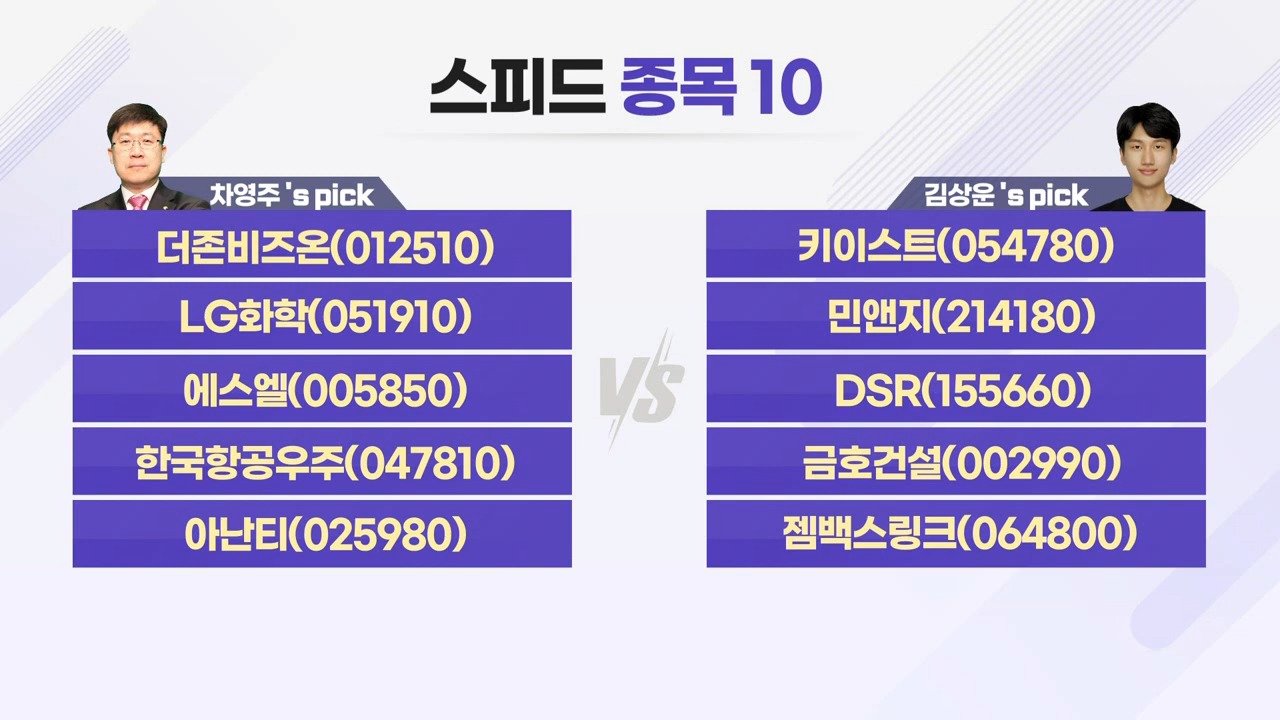 스피드 종목 10
차영주 's pick
더존비즈온(012510)
LG화학(051910)
에스엘(005850)
한국항공우주(047810)
아난티(025980)
VS
김상운 's pick
키이스트(054780)
민앤지(214180)
DSR(155660)
금호건설(002990)
젬백스링크(064800)